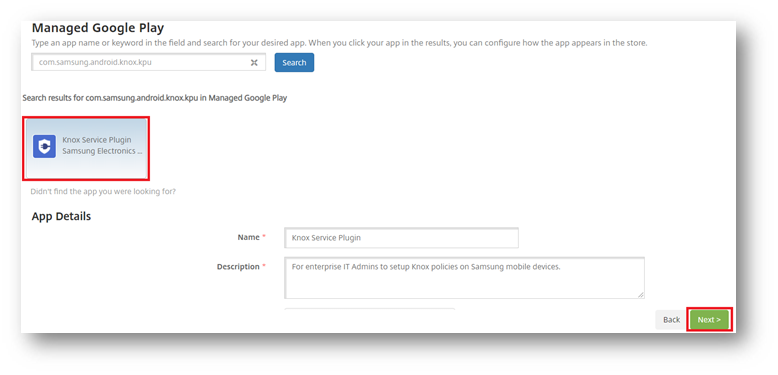 Managed Google Play
Type an app name or keyword in the field and search for your desired app. When you click your app in the results, you can configure how the app appears in the store.
com.samsung.android.knox.kpu
Search
Search results for com.samsung.android.knox.kpu in Managed Google Play
Knox Service Plugin
Samsung Electronics ...
Didn't find the app you were looking for?
App Details
Name *
Knox Service Plugin
Description *
For enterprise IT Admins to setup Knox policies on Samsung mobile devices.
Back
Next >